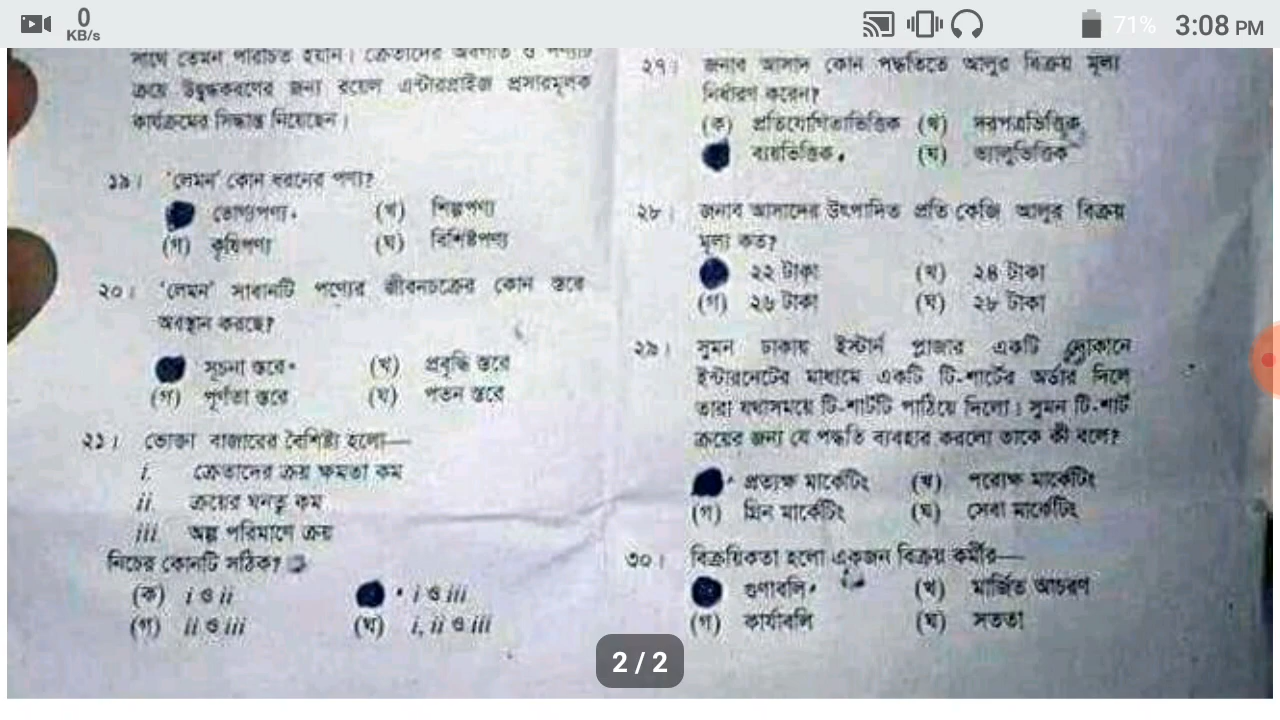 0
KB/s
71%
3:08 PM
সাথে তেমন পরিচিত হয়নি। ক্রেতাদের অবগতি ও
ক্রয়ে উদ্বুদ্ধকরণের জন্য রয়েল এন্টারপ্রাইজ প্রসারমূলক
কার্যক্রমের সিদ্ধান্ত নিয়েছেন।
১৯। 'লেমন' কোন ধরনের পণ্য?
ভোগ্যপণ্য (খ) শিল্পপণ্য
(গ) কৃষিপণ্য (ঘ) বিশিষ্টপণ্য
২০। 'লেমন' সাবানটি পণ্যের জীবনচক্রের কোন স্তরে
অবস্থান করছে?
সূচনা স্তরে (খ) প্রবৃদ্ধি স্তরে
(গ) পূর্ণতা স্তরে (ঘ) পতন স্তরে
২১। ভোক্তা বাজারের বৈশিষ্ট্য হলো—
i. ক্রেতাদের ক্রয় ক্ষমতা কম
ii. ক্রয়ের ঘনত্ব কম
iii. অল্প পরিমাণে ক্রয়
নিচের কোনটি সঠিক?
(ক) i ও ii i ও iii
(গ) ii ও iii (ঘ) i, ii ও iii
২৭। জনাব আসাদ কোন পদ্ধতিতে আলুর বিক্রয় মূল্য
নির্ধারণ করেন?
(ক) প্রতিযোগিতাভিত্তিক (খ) দরপত্রভিত্তিক
ব্যয়ভিত্তিক (ঘ) ভ্যালুভিত্তিক
২৮। জনাব আসাদের উৎপাদিত প্রতি কেজি আলুর বিক্রয়
মূল্য কত?
২২ টাকা (খ) ২৪ টাকা
(গ) ২৬ টাকা (ঘ) ২৮ টাকা
২৯। সুমন ঢাকায় ইস্টার্ন প্লাজার একটি দোকানে
ইন্টারনেটের মাধ্যমে একটি টি-শার্টের অর্ডার দিলে
তারা যথাসময়ে টি-শার্টটি পাঠিয়ে দিলো। সুমন টি-শার্ট
ক্রয়ের জন্য যে পদ্ধতি ব্যবহার করলো তাকে কী বলে?
প্রত্যক্ষ মার্কেটিং (খ) পরোক্ষ মার্কেটিং
(গ) গ্রিন মার্কেটিং (ঘ) সেবা মার্কেটিং
৩০। বিক্রয়িকতা হলো একজন বিক্রয় কর্মীর—
গুণাবলি (খ) মার্জিত আচরণ
(গ) কার্যাবলি (ঘ) সততা
2 / 2